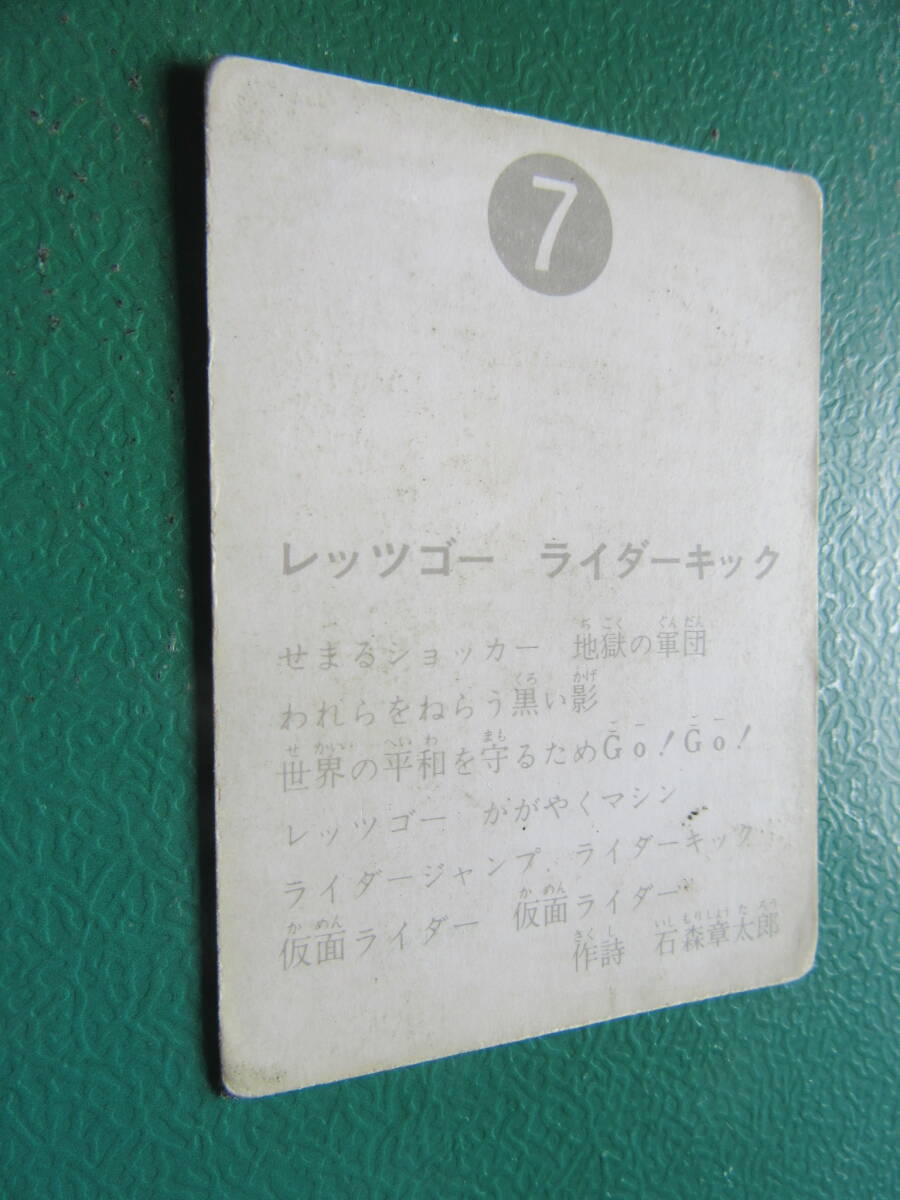 7
レッツゴー　ライダーキック
せまるショッカー　地獄の軍団
われらをねらう黒い影
世界の平和を守るためGo！Go！
レッツゴー　かがやくマシン
ライダージャンプ　ライダーキック
仮面ライダー　仮面ライダー
作詩　石森章太郎